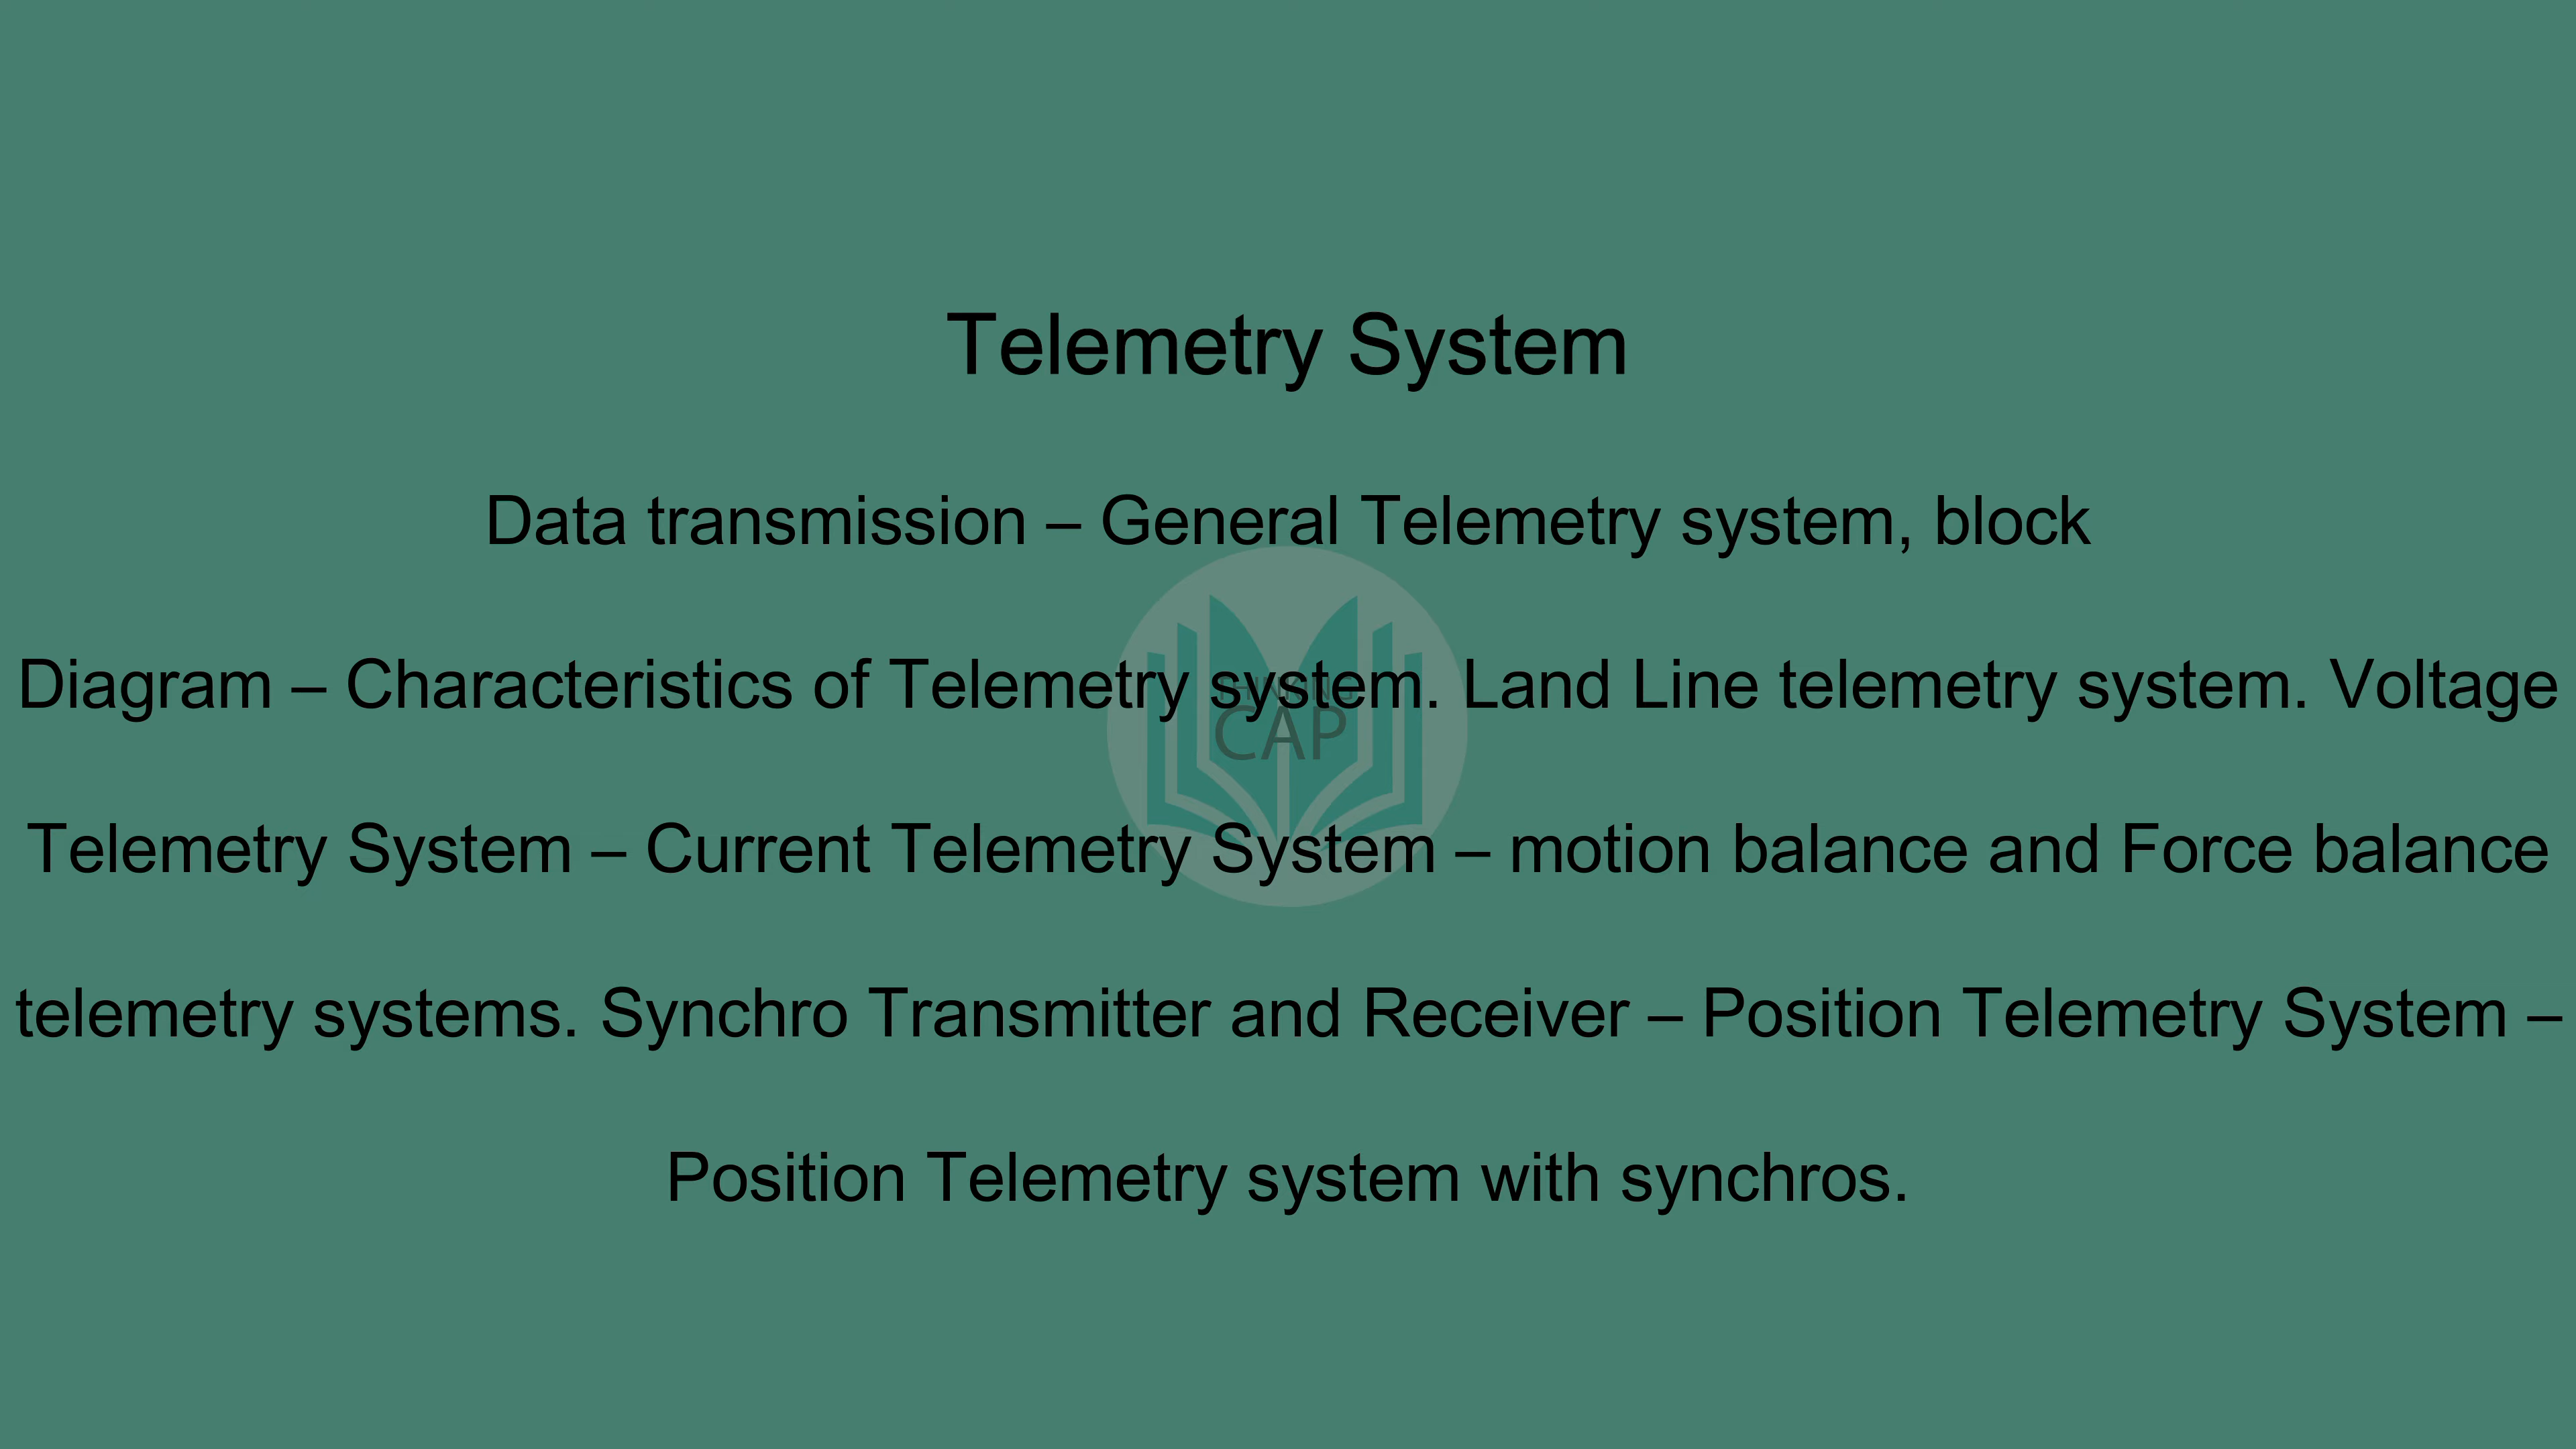 Telemetry System
Data transmission – General Telemetry system, block
Diagram – Characteristics of Telemetry system. Land Line telemetry system. Voltage
THINKING
CAP
Telemetry System – Current Telemetry System – motion balance and Force balance
telemetry systems. Synchro Transmitter and Receiver – Position Telemetry System –
Position Telemetry system with synchros.